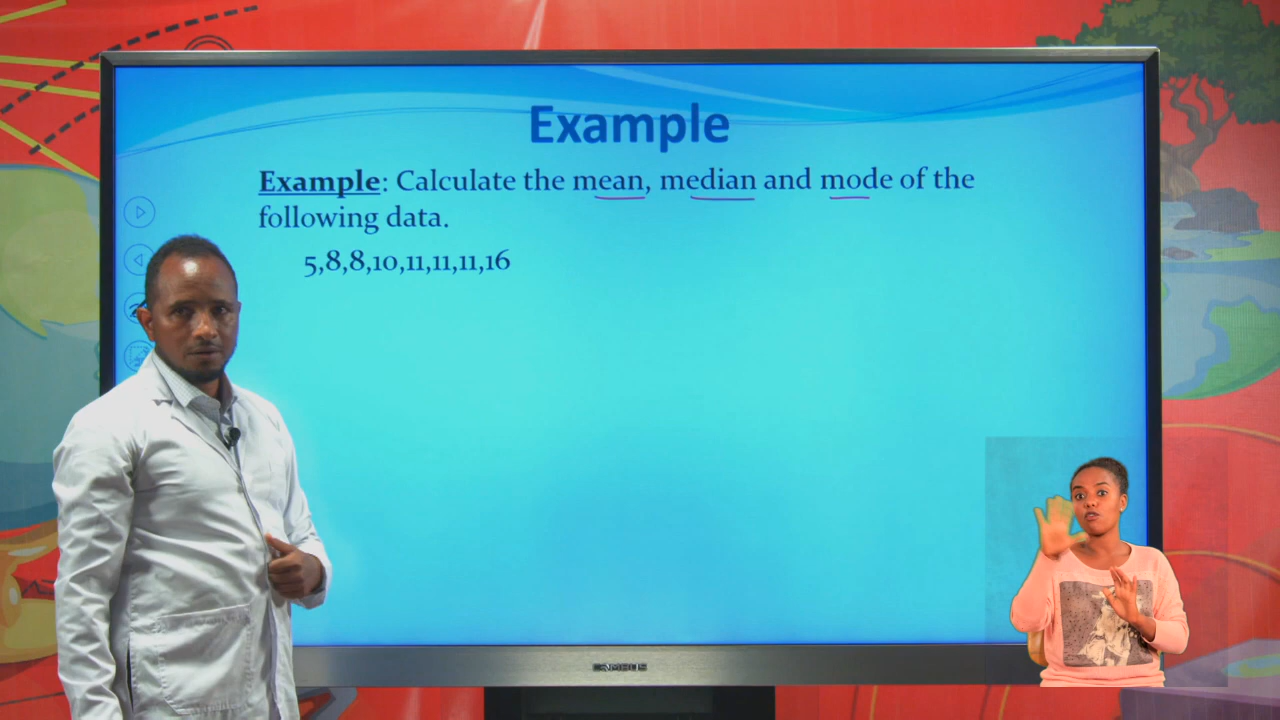 Example
Example: Calculate the mean, median and mode of the
following data.
5,8,8,10,11,11,11,16